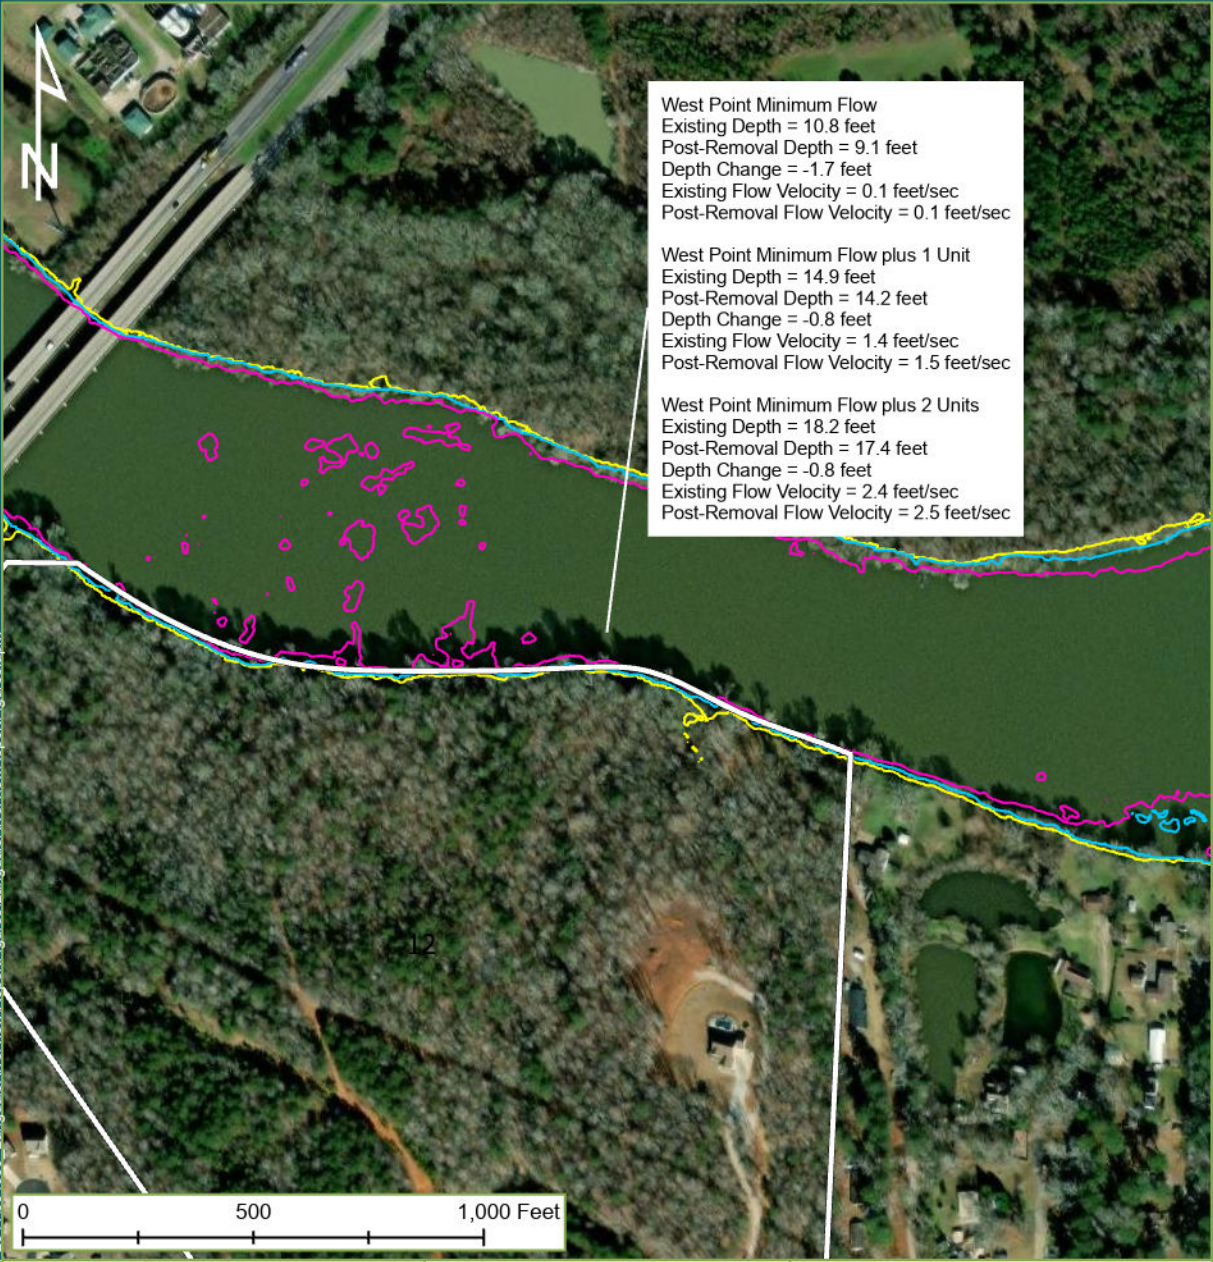 N
West Point Minimum Flow
Existing Depth = 10.8 feet
Post-Removal Depth = 9.1 feet
Depth Change = -1.7 feet
Existing Flow Velocity = 0.1 feet/sec
Post-Removal Flow Velocity = 0.1 feet/sec
West Point Minimum Flow plus 1 Unit
Existing Depth = 14.9 feet
Post-Removal Depth = 14.2 feet
Depth Change = -0.8 feet
Existing Flow Velocity = 1.4 feet/sec
Post-Removal Flow Velocity = 1.5 feet/sec
West Point Minimum Flow plus 2 Units
Existing Depth = 18.2 feet
Post-Removal Depth = 17.4 feet
Depth Change = -0.8 feet
Existing Flow Velocity = 2.4 feet/sec
Post-Removal Flow Velocity = 2.5 feet/sec
12
0 500 1,000 Feet